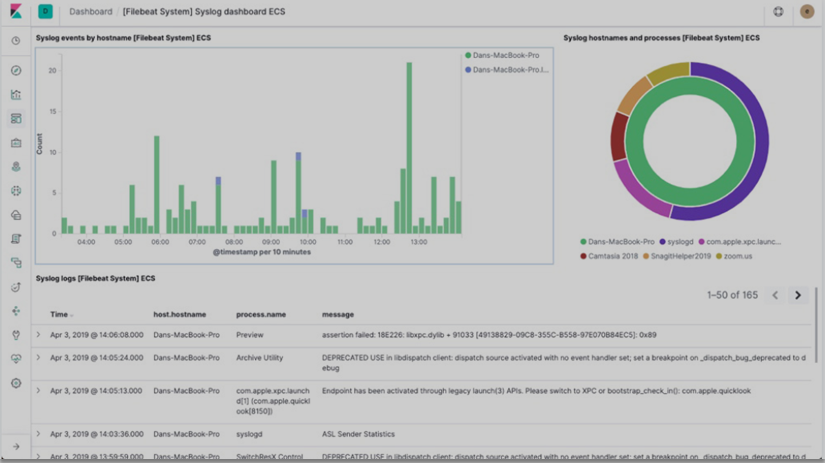 D Dashboard / [Filebeat System] Syslog dashboard ECS
Syslog events by hostname [Filebeat System] ECS
Dans-MacBook-Pro
Dans-MacBook-Pro.l...
20
15
10
5
0
Count
04:00 05:00 06:00 07:00 08:00 09:00 10:00 11:00 12:00 13:00
@timestamp per 10 minutes
Syslog hostnames and processes [Filebeat System] ECS
Dans-MacBook-Pro syslogd com.apple.xpc.launc...
Camtasia 2018 SnagitHelper2019 zoom.us
Syslog logs [Filebeat System] ECS
1–50 of 165
Time host.hostname process.name message
Apr 3, 2019 @ 14:06:08.000 Dans-MacBook-Pro Preview assertion failed: 18E226: libxpc.dylib + 91033 [49138829-09C8-355C-B558-97E070B84EC5]: 0x89
Apr 3, 2019 @ 14:05:24.000 Dans-MacBook-Pro Archive Utility DEPRECATED USE in libdispatch client: dispatch source activated with no event handler set; set a breakpoint on _dispatch_bug_deprecated to d
ebug
Apr 3, 2019 @ 14:05:13.000 Dans-MacBook-Pro com.apple.xpc.launch Endpoint has been activated through legacy launch(3) APIs. Please switch to XPC or bootstrap_check_in(): com.apple.quicklook
d[1] (com.apple.quickl
ook[8150])
Apr 3, 2019 @ 14:03:36.000 Dans-MacBook-Pro syslogd ASL Sender Statistics
Apr 3, 2019 @ 13:59:59.000 Dans-MacBook-Pro SwitchResX Control DEPRECATED USE in libdispatch client: dispatch source activated with no event handler set; set a breakpoint on _dispatch_bug_deprecated to d